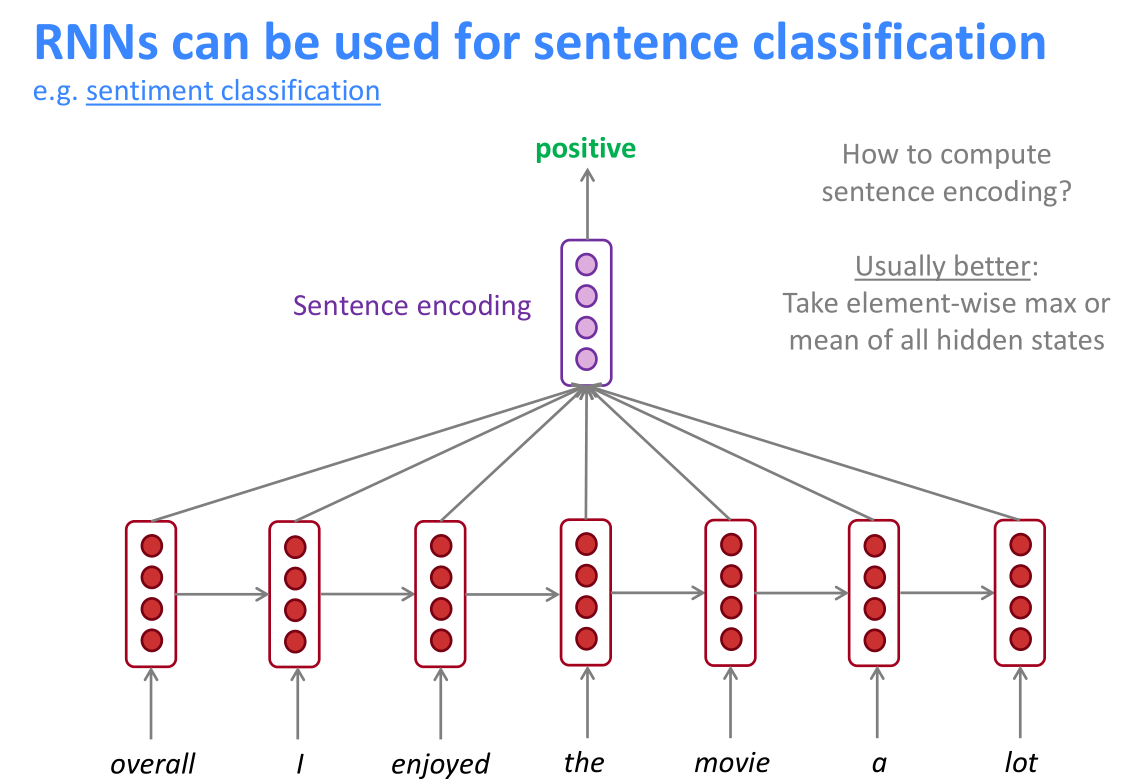 RNNs can be used for sentence classification
e.g. sentiment classification
positive
How to compute
sentence encoding?
Usually better:
Take element-wise max or
mean of all hidden states
Sentence encoding
overall I enjoyed the movie a lot